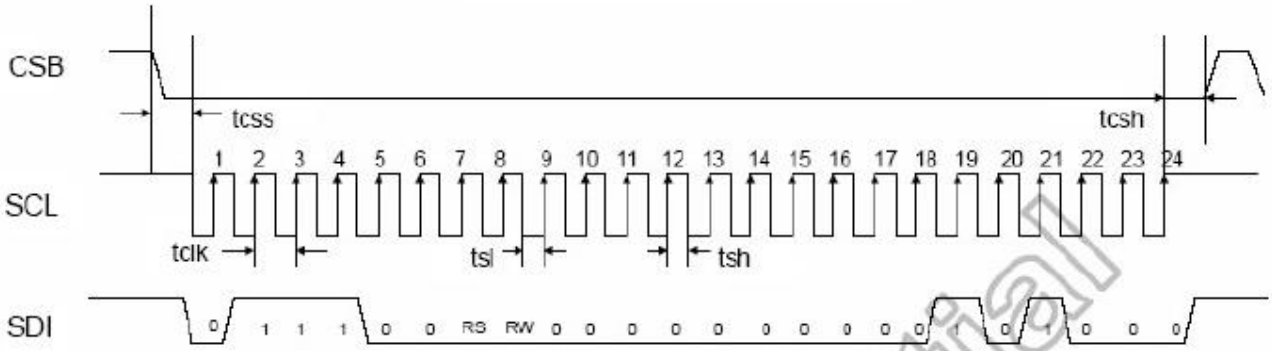 CSB
tcss
tcsh
1 2 3 4 5 6 7 8 9 10 11 12 13 14 15 16 17 18 19 20 21 22 23 24
SCL
tclk
tsl
tsh
SDI
0 1 1 1 0 0 RS RW 0 0 0 0 0 0 0 0 0 0 1 0 1 0 0 0